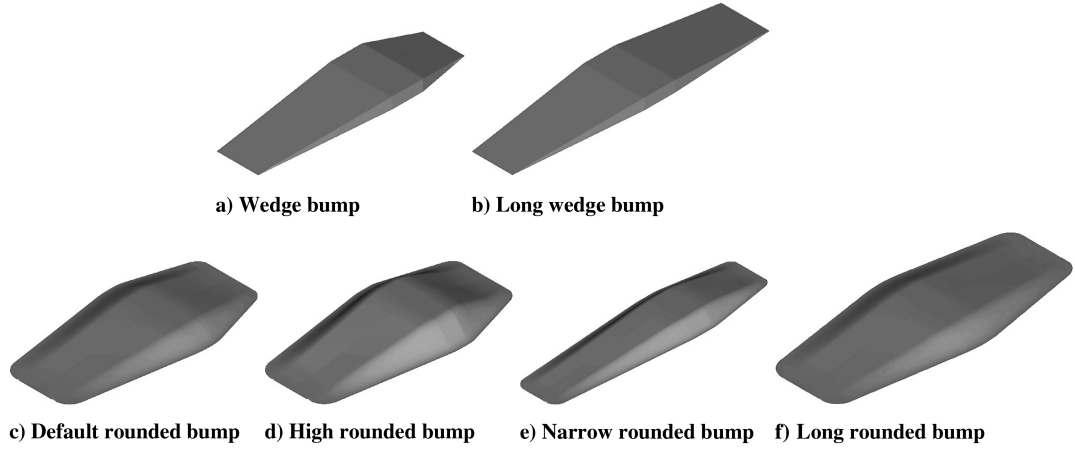 a) Wedge bump
b) Long wedge bump
c) Default rounded bump
d) High rounded bump
e) Narrow rounded bump
f) Long rounded bump